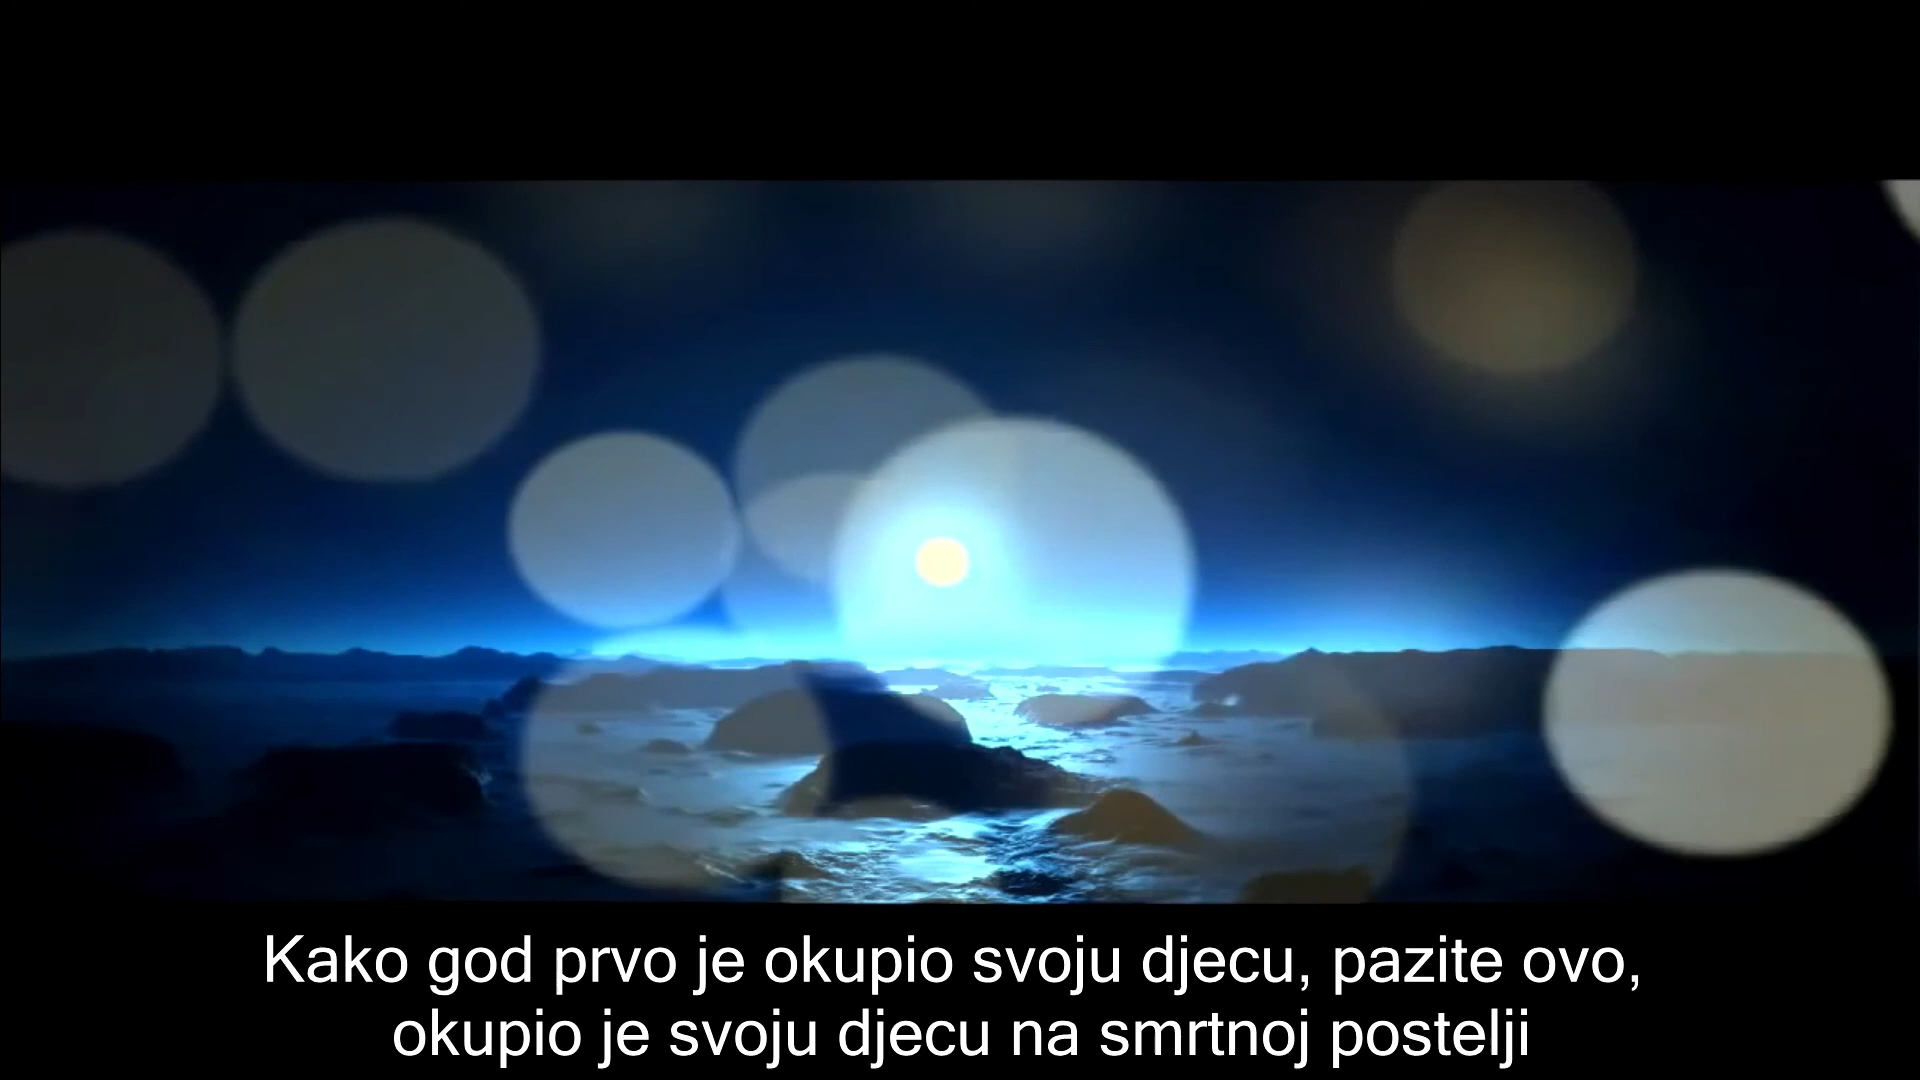 Kako god prvo je okupio svoju djecu, pazite ovo,
okupio je svoju djecu na smrtnoj postelji